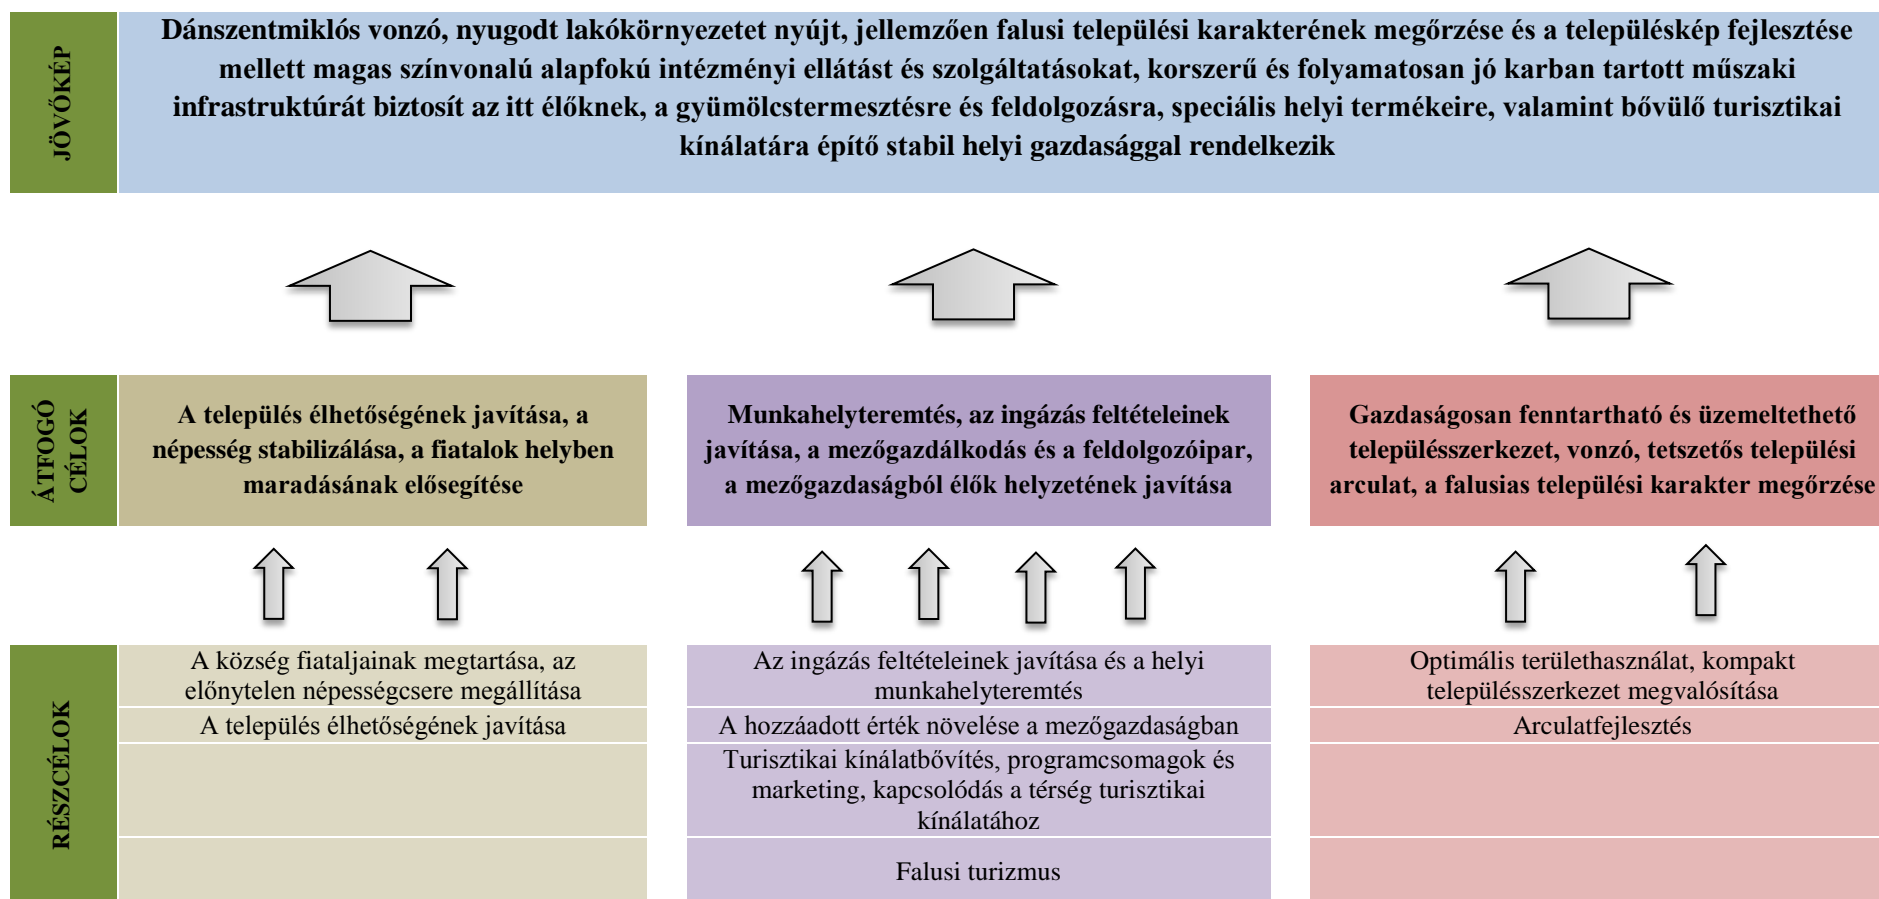 JÖVŐKÉP
Dánszentmiklós vonzó, nyugodt lakókörnyezetet nyújt, jellemzően falusi települési karakterének megőrzése és a településkép fejlesztése
mellett magas színvonalú alapfokú intézményi ellátást és szolgáltatásokat, korszerű és folyamatosan jó karban tartott műszaki
infrastruktúrát biztosít az itt élőknek, a gyümölcstermesztésre és feldolgozásra, speciális helyi termékeire, valamint bővülő turisztikai
kínálatára építő stabil helyi gazdasággal rendelkezik
ÁTFOGÓ
CÉLOK
A település élhetőségének javítása, a
népesség stabilizálása, a fiatalok helyben
maradásának elősegítése
Munkahelyteremtés, az ingázás feltételeinek
javítása, a mezőgazdálkodás és a feldolgozóipar,
a mezőgazdaságból élők helyzetének javítása
Gazdaságosan fenntartható és üzemeltethető
településszerkezet, vonzó, tetszetős települési
arculat, a falusias települési karakter megőrzése
RÉSZCÉLOK
A község fiataljainak megtartása, az
előnytelen népességcsere megállítása
A település élhetőségének javítása
Az ingázás feltételeinek javítása és a helyi
munkahelyteremtés
A hozzáadott érték növelése a mezőgazdaságban
Turisztikai kínálatbővítés, programcsomagok és
marketing, kapcsolódás a térség turisztikai
kínálatához
Falusi turizmus
Optimális területhasználat, kompakt
településszerkezet megvalósítása
Arculatfejlesztés